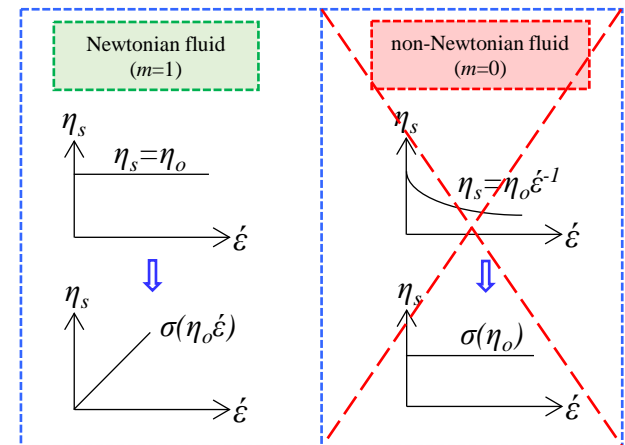 Newtonian fluid
(m=1)
ηs
ηs=ηo
έ
ηs
σ(ηoέ)
έ
non-Newtonian fluid
(m=0)
ηs
ηs=ηoέ-1
έ
ηs
σ(ηo)
έ